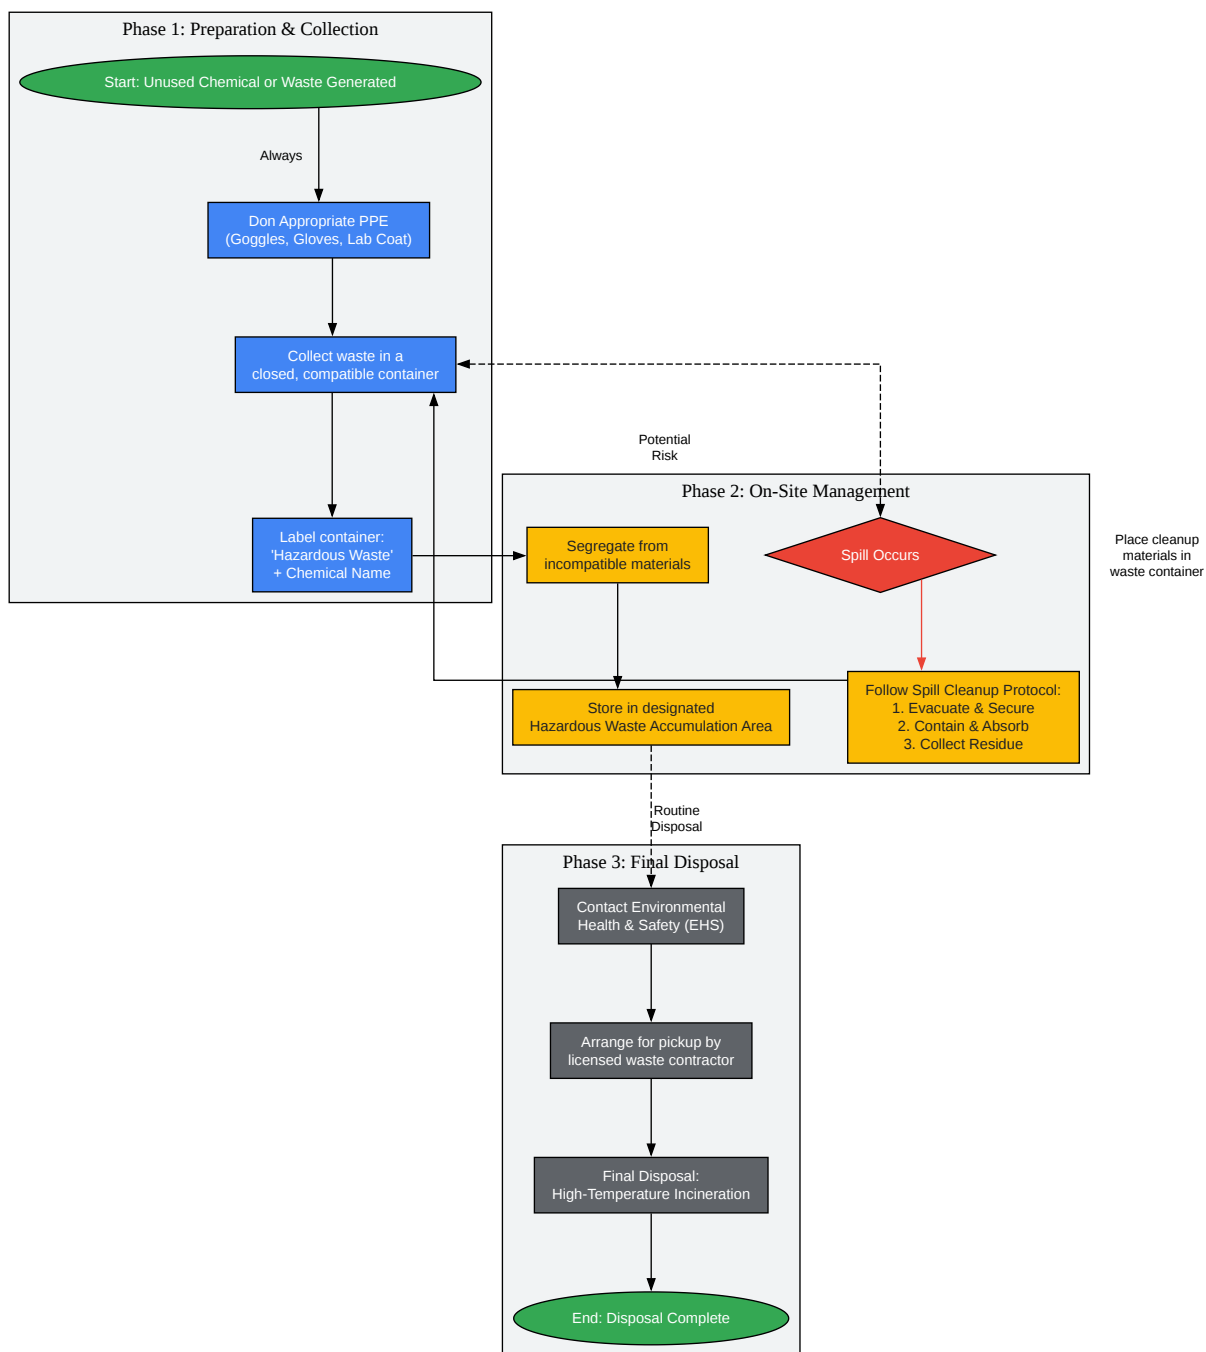 Phase 1: Preparation & Collection
Start: Unused Chemical or Waste Generated
Always
Don Appropriate PPE
(Goggles, Gloves, Lab Coat)
Collect waste in a
closed, compatible container
Label container:
'Hazardous Waste'
+ Chemical Name
Potential
Risk
Phase 2: On-Site Management
Segregate from
incompatible materials
Spill Occurs
Place cleanup
materials in
waste container
Store in designated
Hazardous Waste Accumulation Area
Follow Spill Cleanup Protocol:
1. Evacuate & Secure
2. Contain & Absorb
3. Collect Residue
Routine
Disposal
Phase 3: Final Disposal
Contact Environmental
Health & Safety (EHS)
Arrange for pickup by
licensed waste contractor
Final Disposal:
High-Temperature Incineration
End: Disposal Complete